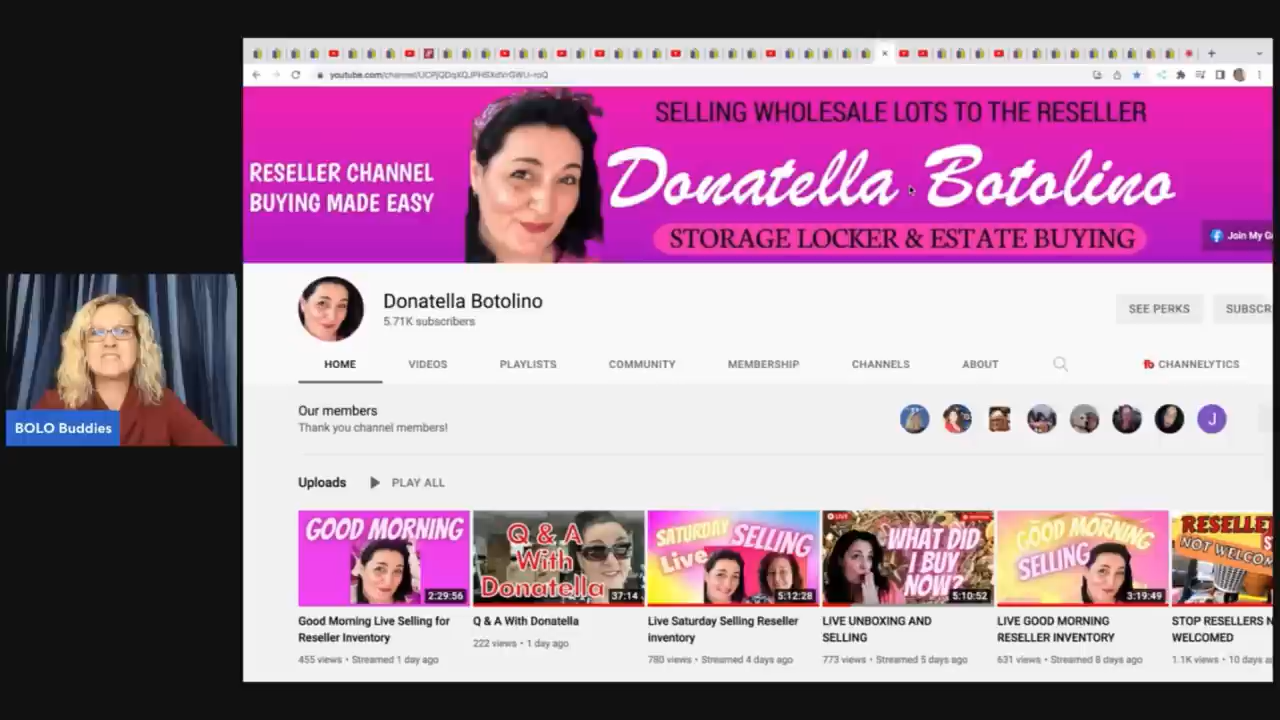 youtube.com/channel/
SELLING WHOLESALE LOTS TO THE RESELLER
RESELLER CHANNEL
BUYING MADE EASY
Donatella Botolino
STORAGE LOCKER & ESTATE BUYING
Join My G
Donatella Botolino
5.71K subscribers
SEE PERKS
SUBSCR
HOME
VIDEOS
PLAYLISTS
COMMUNITY
MEMBERSHIP
CHANNELS
ABOUT
CHANNELYTICS
Our members
Thank you channel members!
J
BOLO Buddies
Uploads
PLAY ALL
GOOD MORNING
2:29:56
Q & A
With
Donatella
37:14
SATURDAY
Live SELLING
5:12:28
LIVE
WHAT DID
I BUY
NOW?
5:10:52
GOOD MORNING
SELLING
3:19:49
RESELLE
NOT WELCOM
Good Morning Live Selling for
Reseller Inventory
455 views • Streamed 1 day ago
Q & A With Donatella
222 views • 1 day ago
Live Saturday Selling Reseller
inventory
780 views • Streamed 4 days ago
LIVE UNBOXING AND
SELLING
773 views • Streamed 5 days ago
LIVE GOOD MORNING
RESELLER INVENTORY
631 views • Streamed 8 days ago
STOP RESELLERS N
WELCOMED
1.1K views • 10 days a